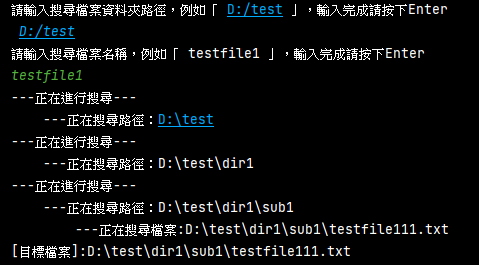 請輸入搜尋檔案資料夾路徑，例如「 D:/test 」，輸入完成請按下Enter
D:/test
請輸入搜尋檔案名稱，例如「 testfile1 」，輸入完成請按下Enter
testfile1
---正在進行搜尋---
---正在搜尋路徑：D:\test
---正在進行搜尋---
---正在搜尋路徑：D:\test\dir1
---正在進行搜尋---
---正在搜尋路徑：D:\test\dir1\sub1
---正在搜尋檔案:D:\test\dir1\sub1\testfile111.txt
[目標檔案]:D:\test\dir1\sub1\testfile111.txt